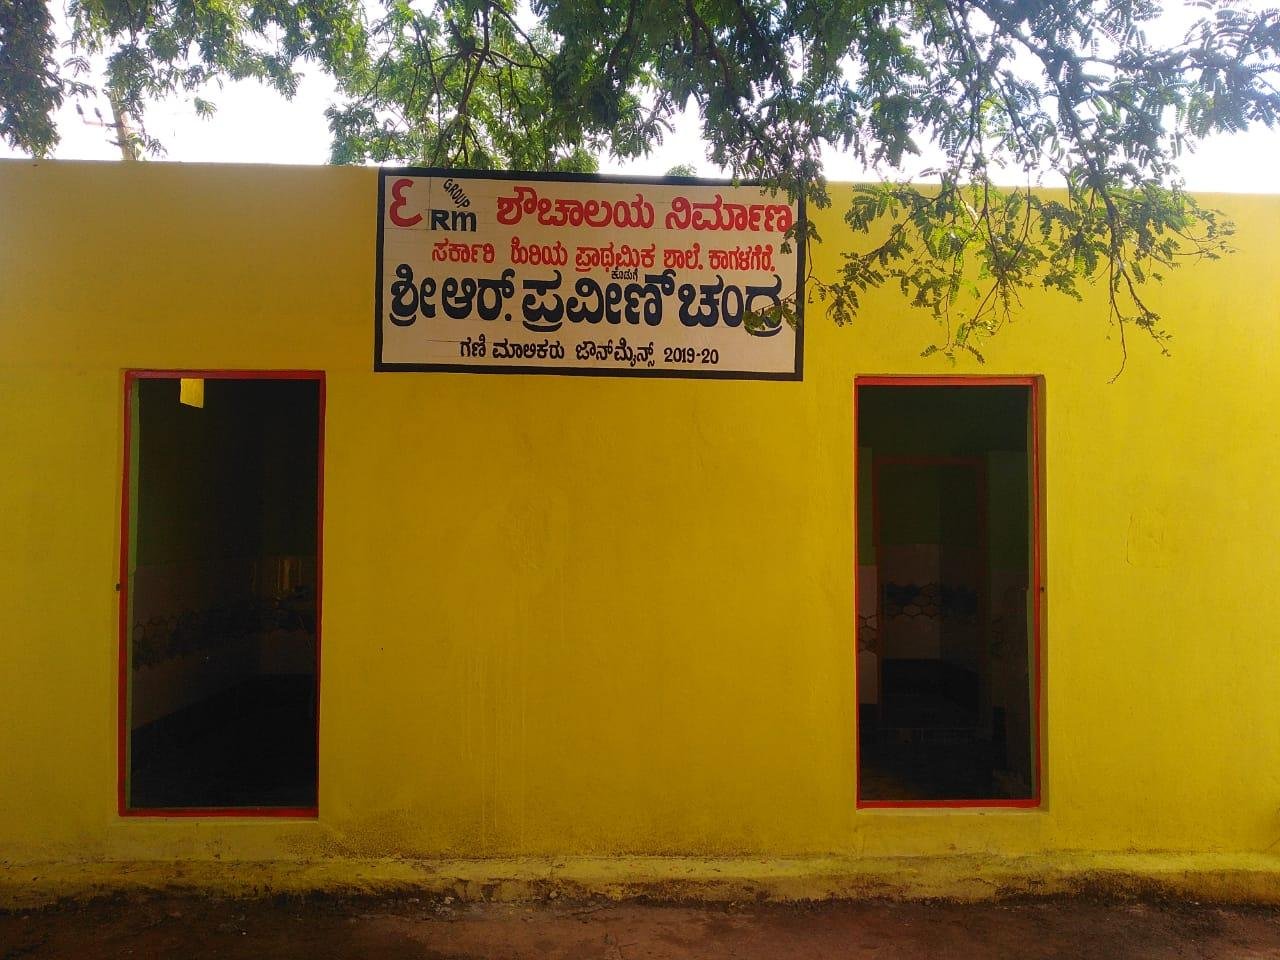 GROUP
Rm
ಶೌಚಾಲಯ ನಿರ್ಮಾಣ
ಸರ್ಕಾರಿ ಹಿರಿಯ ಪ್ರಾಥಮಿಕ ಶಾಲೆ. ಕಾಗಳಗೆರೆ.
ಕೊಡುಗೆ
ಶ್ರೀ ಆರ್. ಪ್ರವೀಣ್ ಚಂದ್ರ
ಗಣಿ ಮಾಲಿಕರು ಜಾನ್‌ಮೈನ್ಸ್ 2019-20